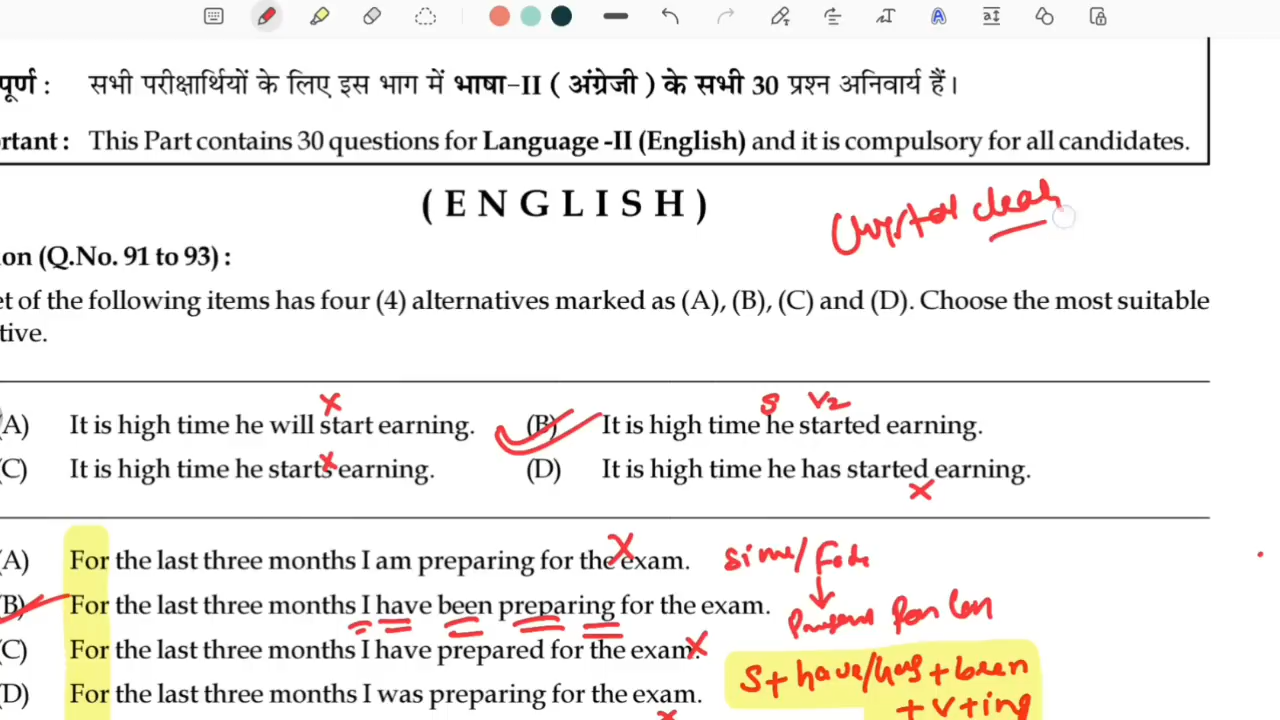 पूर्ण : सभी परीक्षार्थियों के लिए इस भाग में भाषा-II ( अंग्रेजी ) के सभी 30 प्रश्न अनिवार्य हैं।
rtant : This Part contains 30 questions for Language -II (English) and it is compulsory for all candidates.
( E N G L I S H )
clear
on (Q.No. 91 to 93) :
et of the following items has four (4) alternatives marked as (A), (B), (C) and (D). Choose the most suitable
tive.
x S V2
(A) It is high time he will start earning. (B) It is high time he started earning.
(C) It is high time he starts earning. (D) It is high time he has started earning.
x x
(A) For the last three months I am preparing for the exam. x
(B) For the last three months I have been preparing for the exam.
(C) For the last three months I have prepared for the exam. x
S + have/has + been
(D) For the last three months I was preparing for the exam.
+ V + ing